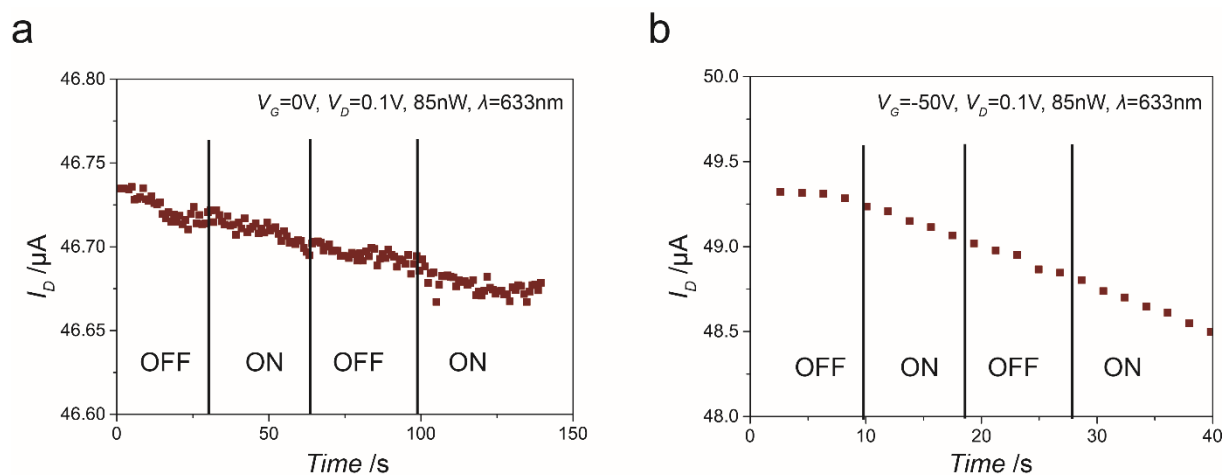 a
46.80
46.75
46.70
46.65
46.60
I_D /µA
V_G=0V, V_D=0.1V, 85nW, λ=633nm
OFF
ON
OFF
ON
0
50
100
150
Time /s
b
50.0
49.5
49.0
48.5
48.0
I_D /µA
V_G=-50V, V_D=0.1V, 85nW, λ=633nm
OFF
ON
OFF
ON
0
10
20
30
40
Time /s